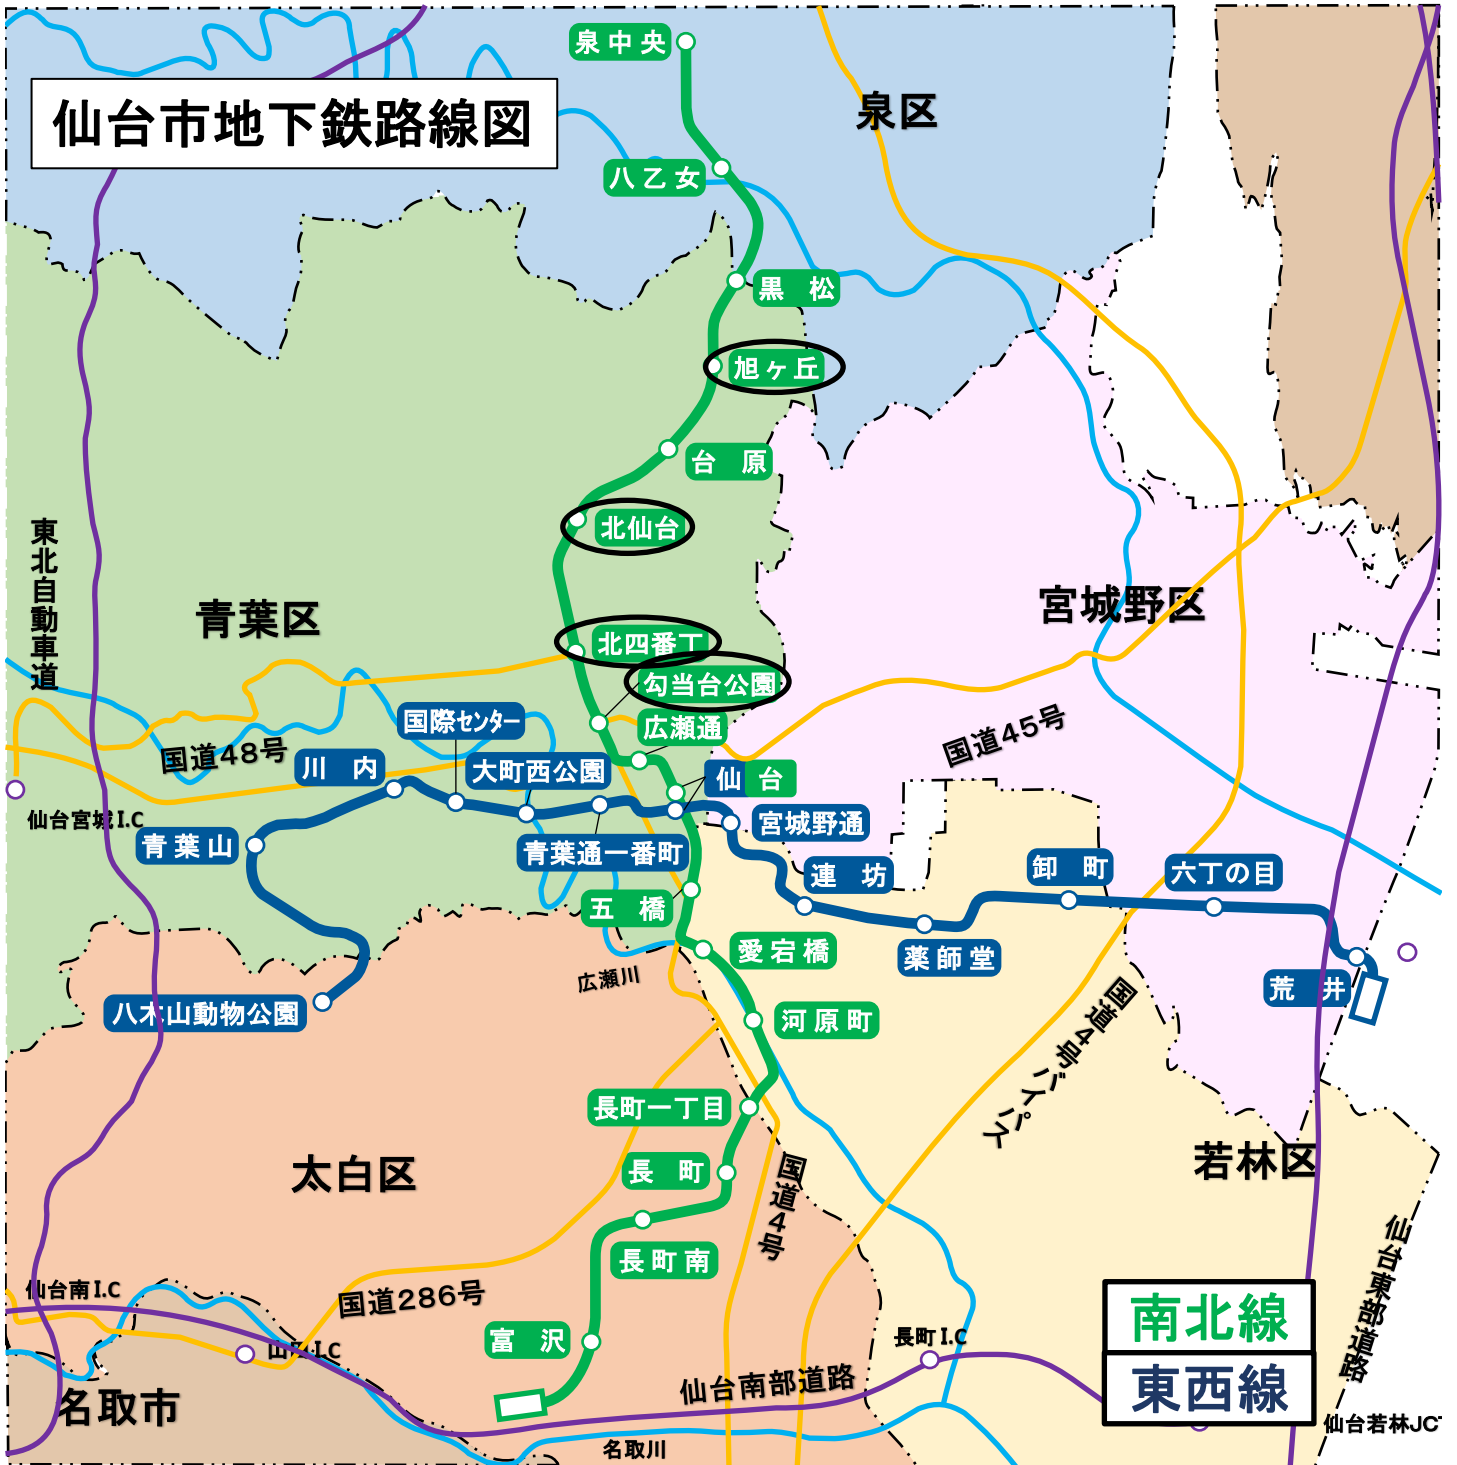 仙台市地下鉄路線図
泉中央
泉区
八乙女
黒　松
旭ヶ丘
台　原
北仙台
東北自動車道
青葉区
宮城野区
北四番丁
勾当台公園
国際センター
広瀬通
国道45号
国道48号
川　内
大町西公園
仙台
仙台宮城I.C
青葉山
青葉通一番町
宮城野通
連　坊
卸　町
六丁の目
五　橋
愛宕橋
薬師堂
広瀬川
荒　井
八木山動物公園
河原町
国道4号バイパス
長町一丁目
太白区
長　町
国道4号
若林区
長町南
仙台東部道路
仙台南I.C
国道286号
富　沢
長町I.C
南北線
東西線
仙台南部道路
名取市
名取川
仙台若林JCT